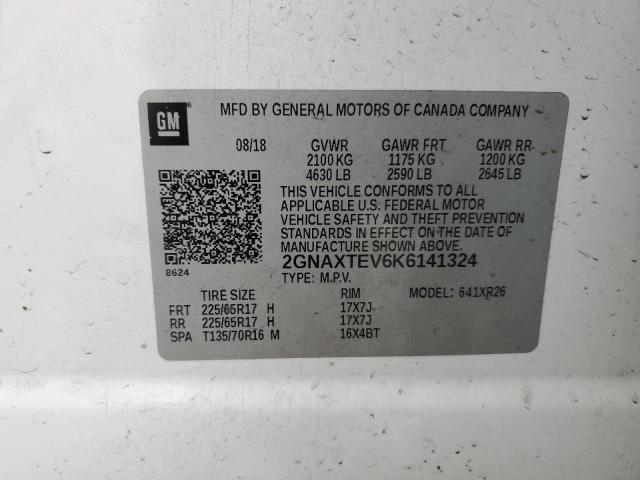 GM
MFD BY GENERAL MOTORS OF CANADA COMPANY
08/18 GVWR GAWR FRT GAWR RR
2100 KG 1175 KG 1200 KG
4630 LB 2590 LB 2645 LB
THIS VEHICLE CONFORMS TO ALL
APPLICABLE U.S. FEDERAL MOTOR
VEHICLE SAFETY AND THEFT PREVENTION
STANDARDS IN EFFECT ON THE DATE OF
MANUFACTURE SHOWN ABOVE.
8624 2GNAXTEV6K6141324
TYPE: M.P.V. MODEL: 641XR26
TIRE SIZE RIM
FRT 225/65R17 H 17X7J
RR 225/65R17 H 17X7J
SPA T135/70R16 M 16X4BT